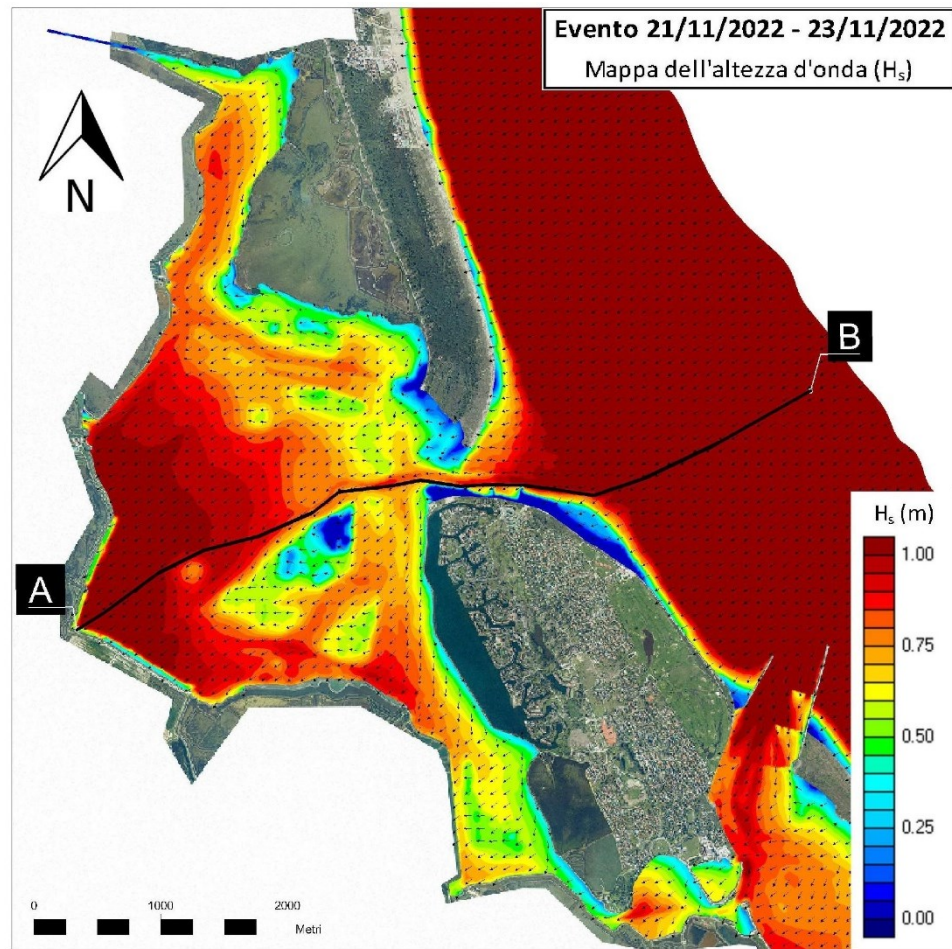 Evento 21/11/2022 - 23/11/2022
Mappa dell'altezza d'onda (Hₛ)
N
B
A
Hₛ (m)
1.00
0.75
0.50
0.25
0.00
0 1000 2000
Metri